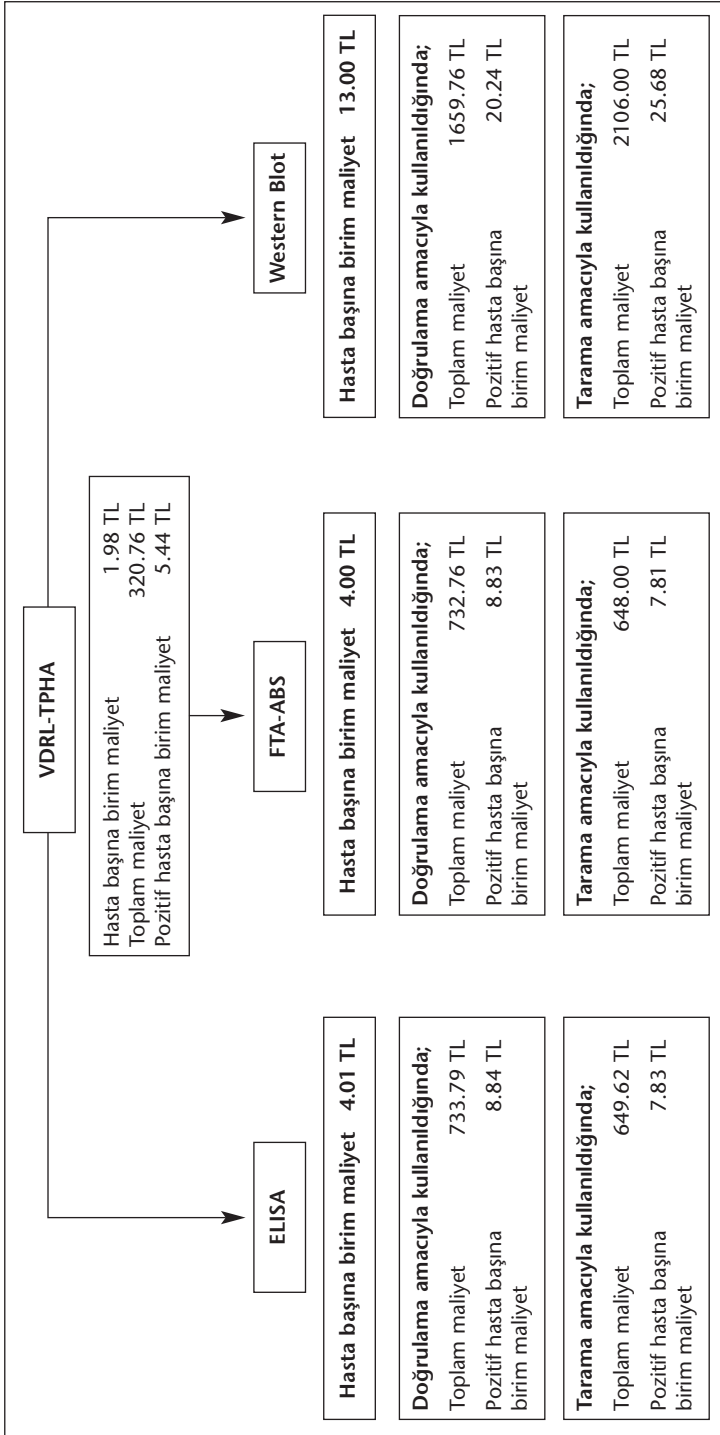 VDRL-TPHA
Hasta başına birim maliyet 1.98 TL
Toplam maliyet 320.76 TL
Pozitif hasta başına birim maliyet 5.44 TL
ELISA
Hasta başına birim maliyet 4.01 TL
Doğrulama amacıyla kullanıldığında;
Toplam maliyet 733.79 TL
Pozitif hasta başına 8.84 TL
birim maliyet
Tarama amacıyla kullanıldığında;
Toplam maliyet 649.62 TL
Pozitif hasta başına 7.83 TL
birim maliyet
FTA-ABS
Hasta başına birim maliyet 4.00 TL
Doğrulama amacıyla kullanıldığında;
Toplam maliyet 732.76 TL
Pozitif hasta başına 8.83 TL
birim maliyet
Tarama amacıyla kullanıldığında;
Toplam maliyet 648.00 TL
Pozitif hasta başına 7.81 TL
birim maliyet
Western Blot
Hasta başına birim maliyet 13.00 TL
Doğrulama amacıyla kullanıldığında;
Toplam maliyet 1659.76 TL
Pozitif hasta başına 20.24 TL
birim maliyet
Tarama amacıyla kullanıldığında;
Toplam maliyet 2106.00 TL
Pozitif hasta başına 25.68 TL
birim maliyet